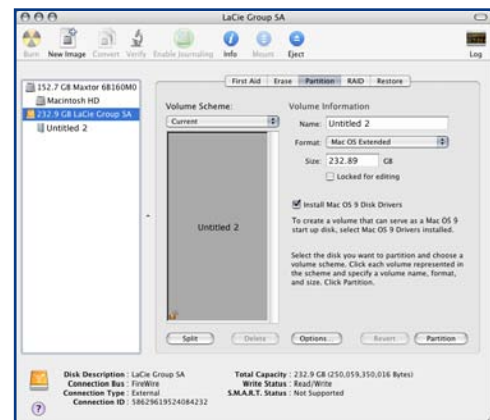 LaCie Group SA
Burn New Image Convert Verify Enable Journaling Info Mount Eject Log
152.7 GB Maxtor 6B160M0
Macintosh HD
232.9 GB LaCie Group SA
Untitled 2
First Aid Erase Partition RAID Restore
Volume Scheme:
Current
Untitled 2
Volume Information
Name: Untitled 2
Format: Mac OS Extended
Size: 232.89 GB
Locked for editing
Install Mac OS 9 Disk Drivers
To create a volume that can serve as a Mac OS 9
start up disk, select Mac OS 9 Drivers installed.
Select the disk you want to partition and choose a
volume scheme. Click each volume represented in
the scheme and specify a volume name, format,
and size. Click Partition.
Split Delete Options... Revert Partition
Disk Description : LaCie Group SA
Connection Bus : FireWire
Connection Type : External
Connection ID : 58629619524084232
Total Capacity : 232.9 GB (250,059,350,016 Bytes)
Write Status : Read/Write
S.M.A.R.T. Status : Not Supported
?